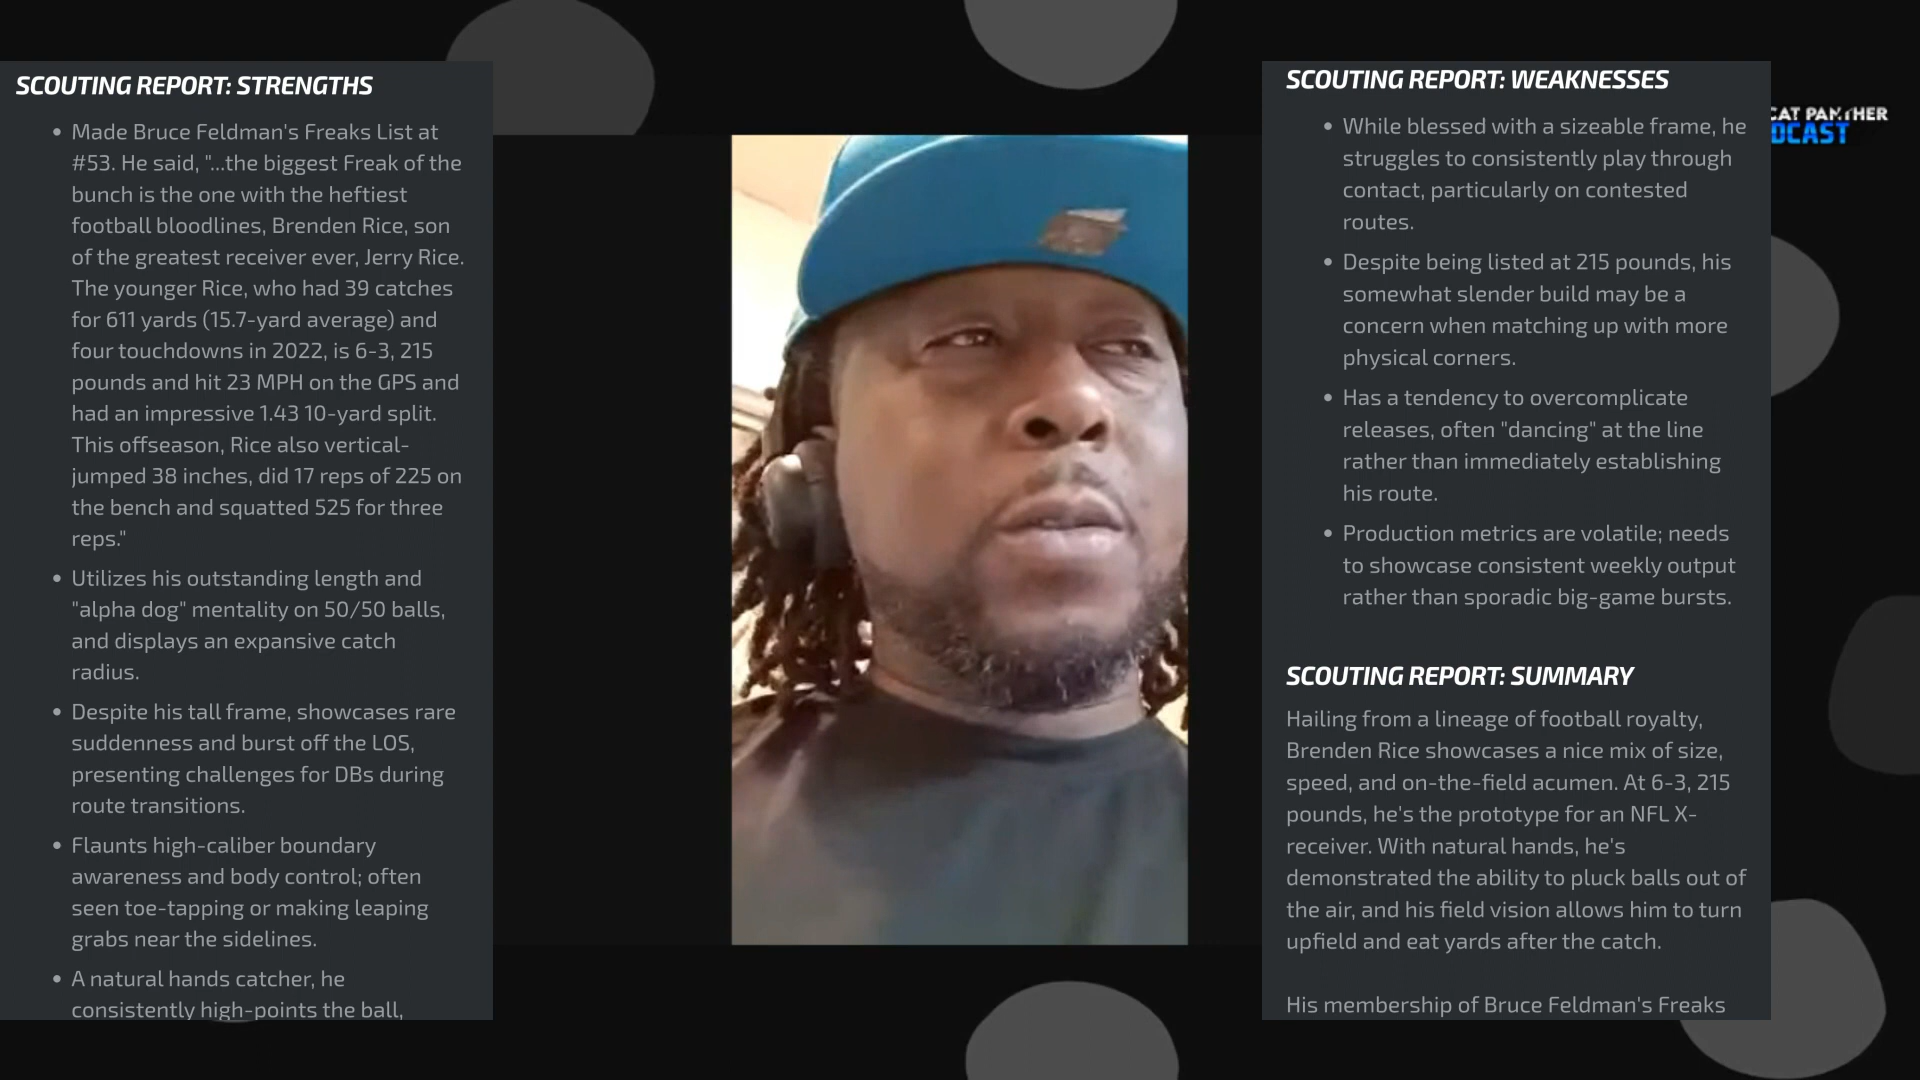 SCOUTING REPORT: STRENGTHS
• Made Bruce Feldman's Freaks List at
#53. He said, "...the biggest Freak of the
bunch is the one with the heftiest
football bloodlines, Brenden Rice, son
of the greatest receiver ever, Jerry Rice.
The younger Rice, who had 39 catches
for 611 yards (15.7-yard average) and
four touchdowns in 2022, is 6-3, 215
pounds and hit 23 MPH on the GPS and
had an impressive 1.43 10-yard split.
This offseason, Rice also vertical-
jumped 38 inches, did 17 reps of 225 on
the bench and squatted 525 for three
reps."
• Utilizes his outstanding length and
"alpha dog" mentality on 50/50 balls,
and displays an expansive catch
radius.
• Despite his tall frame, showcases rare
suddenness and burst off the LOS,
presenting challenges for DBs during
route transitions.
• Flaunts high-caliber boundary
awareness and body control; often
seen toe-tapping or making leaping
grabs near the sidelines.
• A natural hands catcher, he
consistently high-points the ball,
SCOUTING REPORT: WEAKNESSES
• While blessed with a sizeable frame, he
struggles to consistently play through
contact, particularly on contested
routes.
• Despite being listed at 215 pounds, his
somewhat slender build may be a
concern when matching up with more
physical corners.
• Has a tendency to overcomplicate
releases, often "dancing" at the line
rather than immediately establishing
his route.
• Production metrics are volatile; needs
to showcase consistent weekly output
rather than sporadic big-game bursts.
SCOUTING REPORT: SUMMARY
Hailing from a lineage of football royalty,
Brenden Rice showcases a nice mix of size,
speed, and on-the-field acumen. At 6-3, 215
pounds, he's the prototype for an NFL X-
receiver. With natural hands, he's
demonstrated the ability to pluck balls out of
the air, and his field vision allows him to turn
upfield and eat yards after the catch.
His membership of Bruce Feldman's Freaks
CAT PANTHER
DCAST